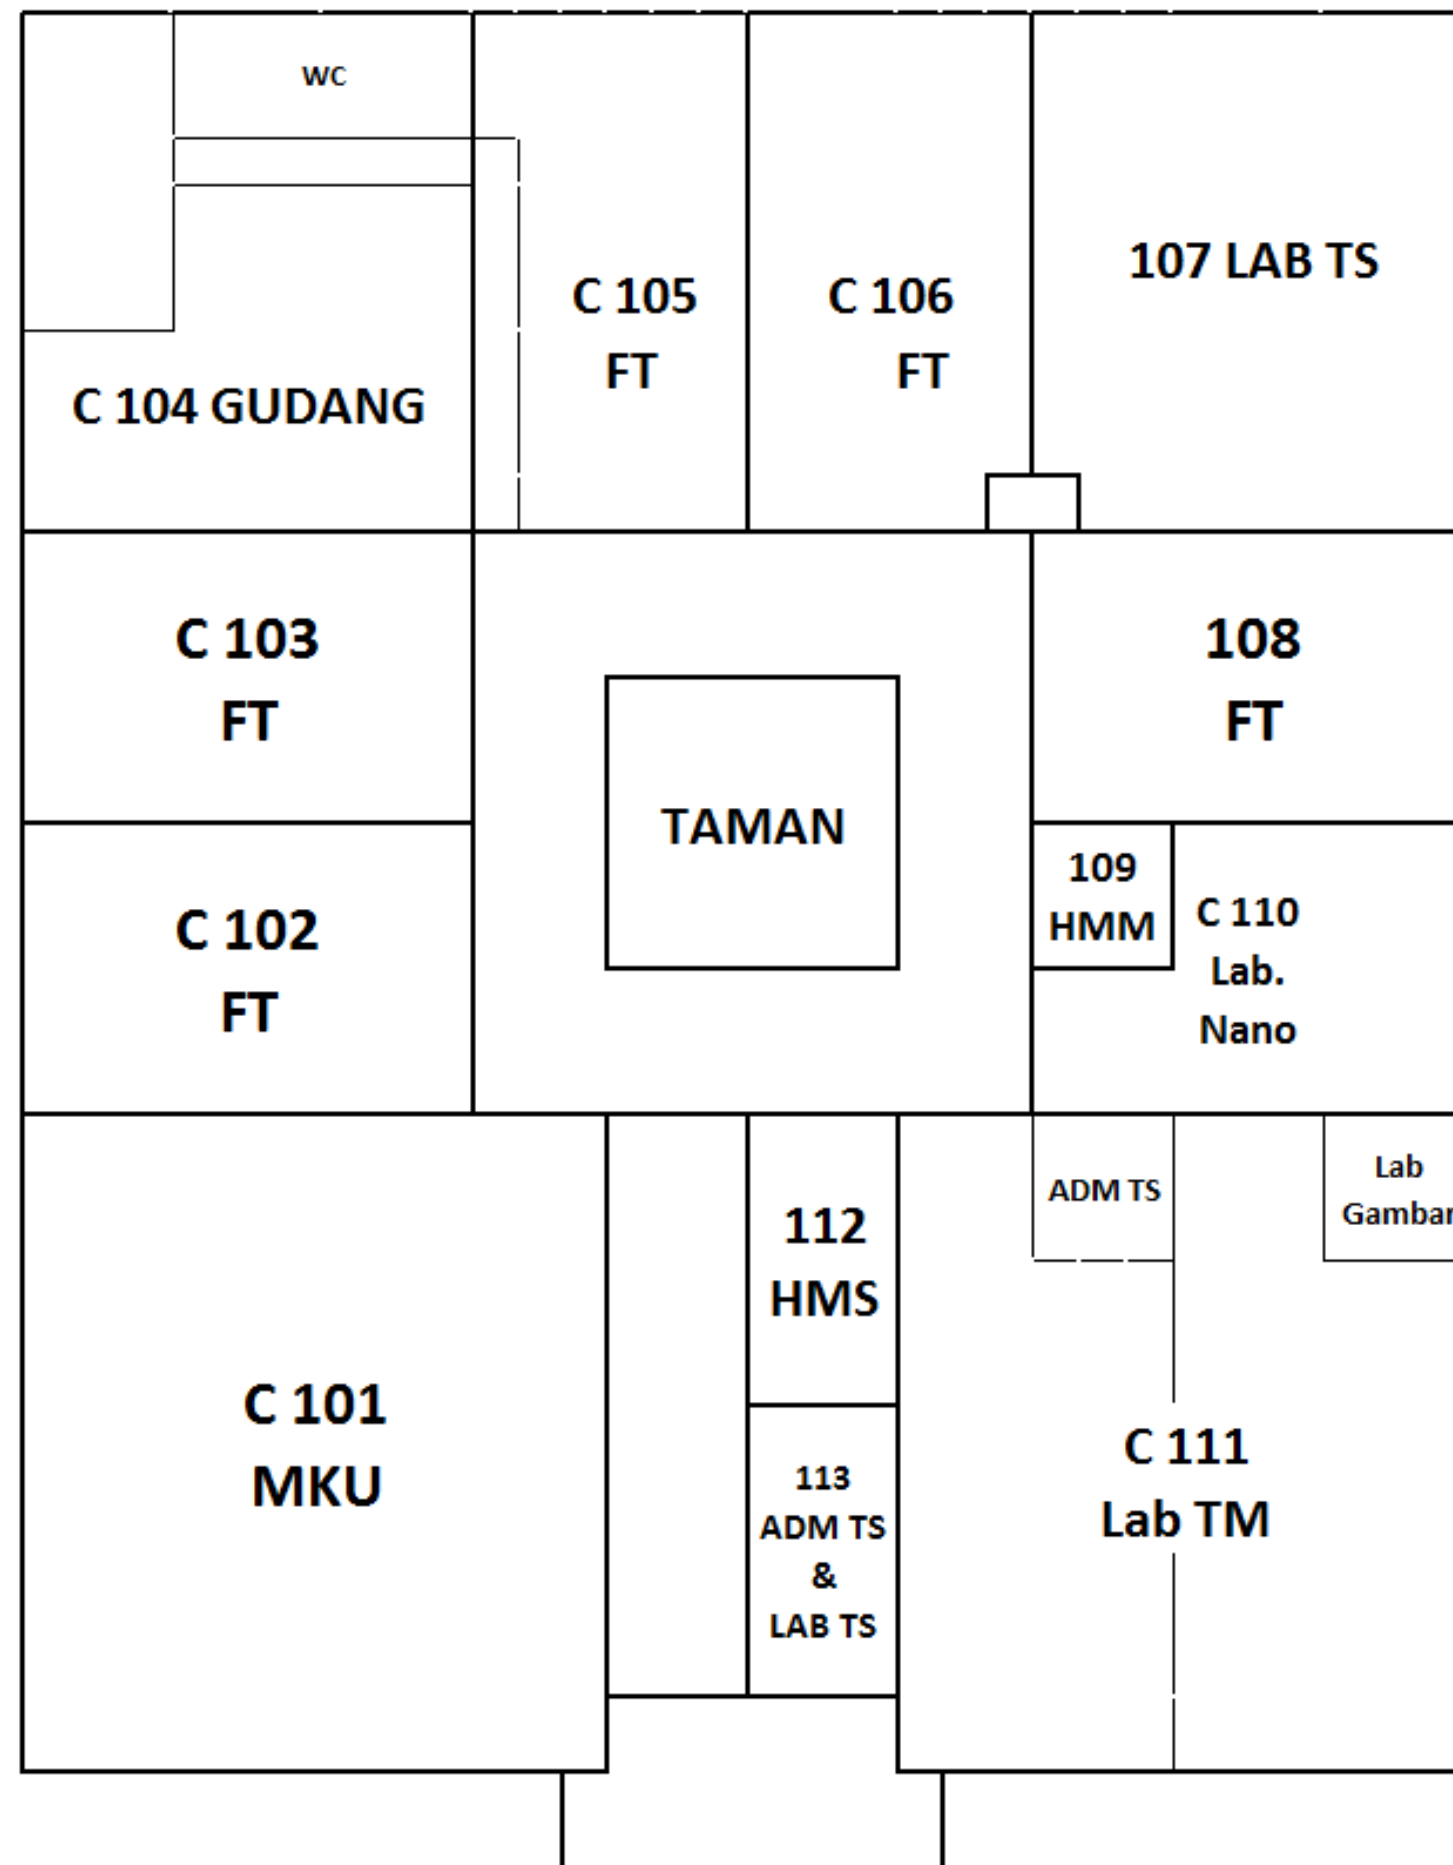 WC
C 105
FT
C 106
FT
107 LAB TS
C 104 GUDANG
C 103
FT
108
FT
TAMAN
109
HMM
C 110
Lab.
Nano
C 102
FT
ADM TS
Lab
Gambar
112
HMS
C 101
MKU
113
ADM TS
&
LAB TS
C 111
Lab TM